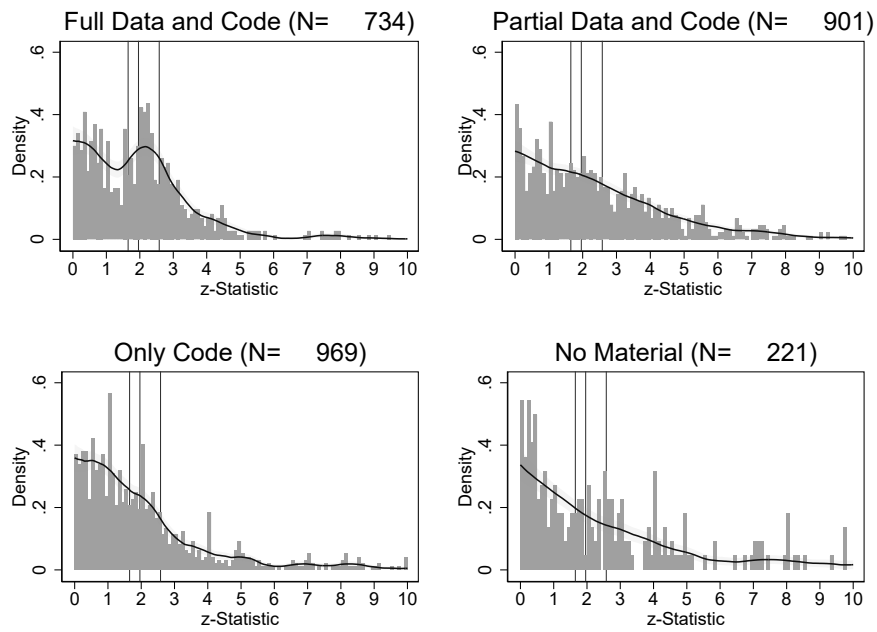 Full Data and Code (N= 734)
.6
.4
.2
0
Density
0 1 2 3 4 5 6 7 8 9 10
z-Statistic
Partial Data and Code (N= 901)
.6
.4
.2
0
Density
0 1 2 3 4 5 6 7 8 9 10
z-Statistic
Only Code (N= 969)
.6
.4
.2
0
Density
0 1 2 3 4 5 6 7 8 9 10
z-Statistic
No Material (N= 221)
.6
.4
.2
0
Density
0 1 2 3 4 5 6 7 8 9 10
z-Statistic